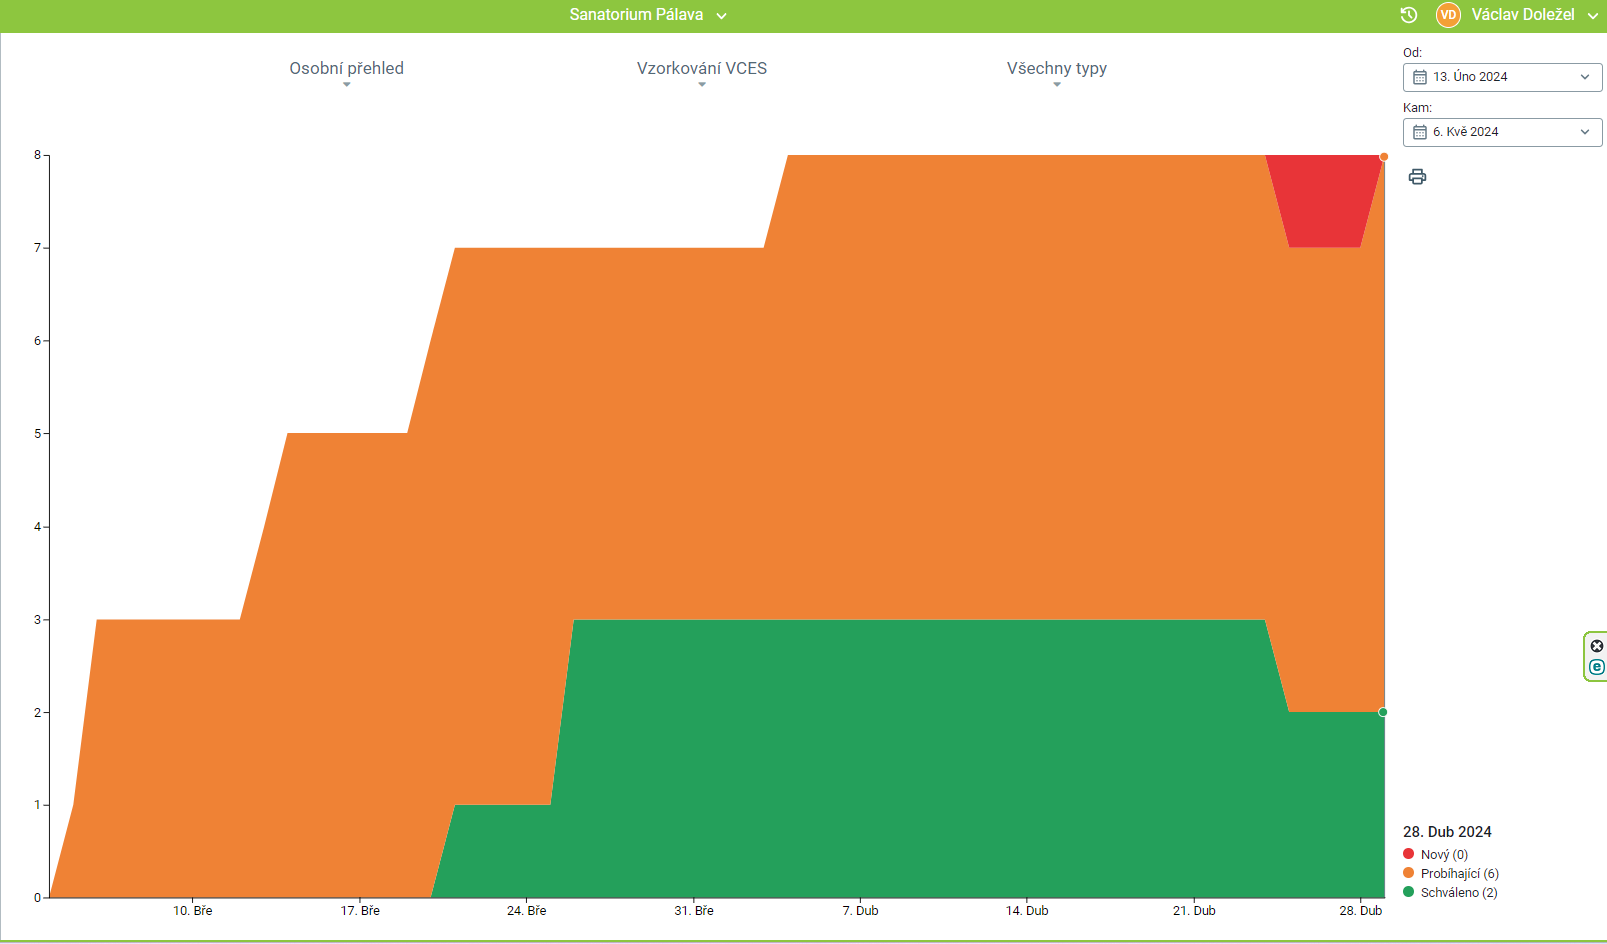 Sanatorium Pálava
VD Václav Doležel
Osobní přehled
Vzorkování VCES
Všechny typy
Od:
13. Úno 2024
Kam:
6. Kvě 2024
8
7
6
5
4
3
2
1
0
10. Bře
17. Bře
24. Bře
31. Bře
7. Dub
14. Dub
21. Dub
28. Dub
28. Dub 2024
Nový (0)
Probíhající (6)
Schváleno (2)
e